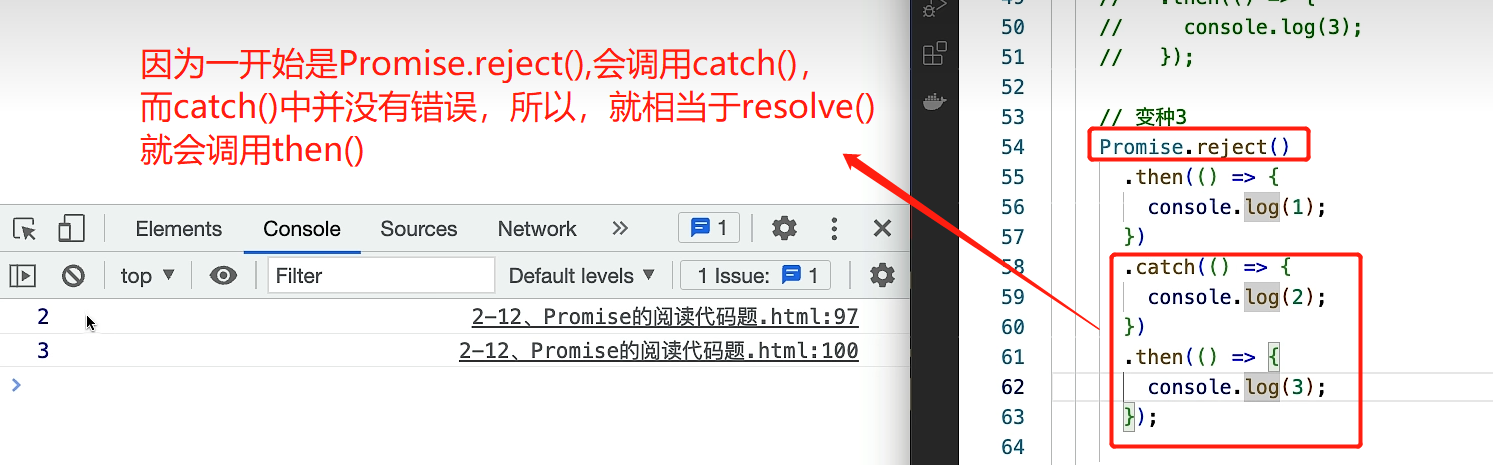 因为一开始是Promise.reject(),会调用catch()，
而catch()中并没有错误，所以，就相当于resolve()
就会调用then()
Elements Console Sources Network » 1
top ▼ Filter Default levels ▼ 1 Issue: 1
2 2-12、Promise的阅读代码题.html:97
3 2-12、Promise的阅读代码题.html:100
>
49 // .then(() => {
50 // console.log(3);
51 // });
52
53 // 变种3
54 Promise.reject()
55 .then(() => {
56 console.log(1);
57 })
58 .catch(() => {
59 console.log(2);
60 })
61 .then(() => {
62 console.log(3);
63 });
64